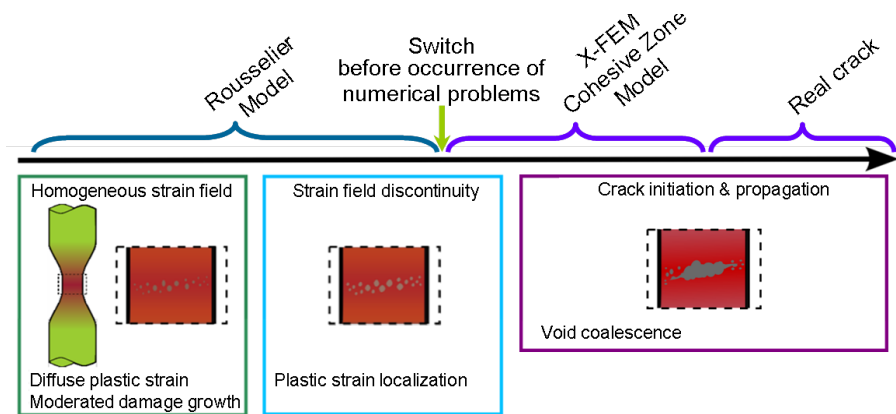 Rousselier
Model
Switch
before occurrence of
numerical problems
X-FEM
Cohesive Zone
Model
Real crack
Homogeneous strain field
Diffuse plastic strain
Moderated damage growth
Strain field discontinuity
Plastic strain localization
Crack initiation & propagation
Void coalescence